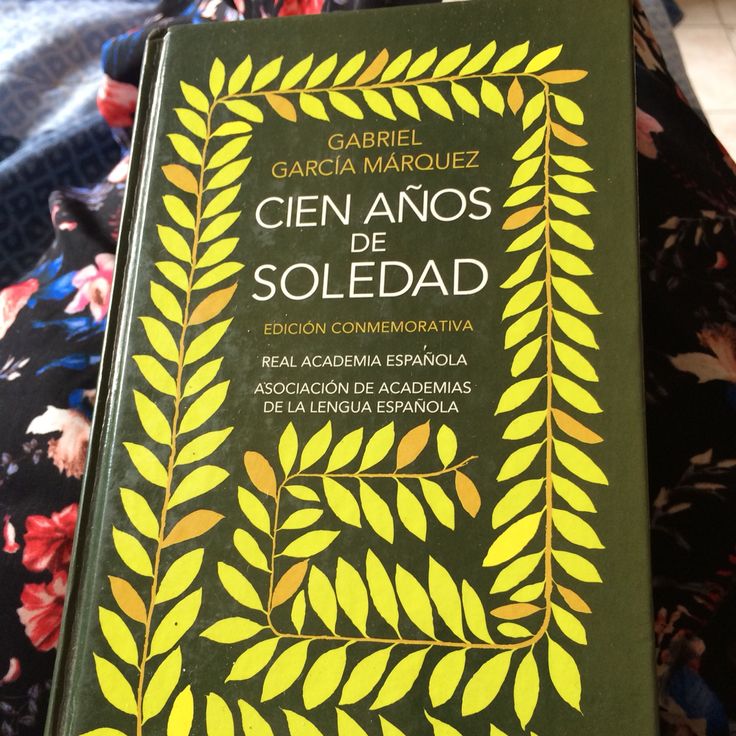 GABRIEL
GARCÍA MÁRQUEZ
CIEN AÑOS
DE
SOLEDAD
EDICIÓN CONMEMORATIVA
REAL ACADEMIA ESPAÑOLA
ASOCIACIÓN DE ACADEMIAS
DE LA LENGUA ESPAÑOLA